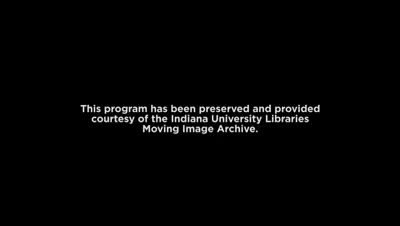 This program has been preserved and provided
courtesy of the Indiana University Libraries
Moving Image Archive.